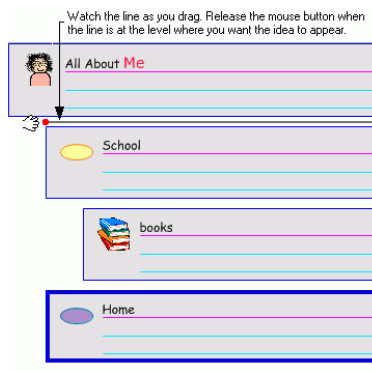 Watch the line as you drag. Release the mouse button when
the line is at the level where you want the idea to appear.
All About Me
School
books
Home